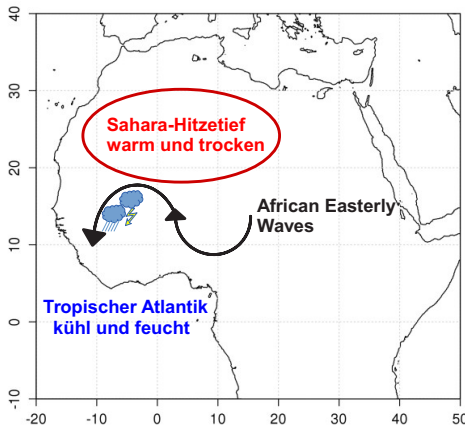 40
30
Sahara-Hitzetief
warm und trocken
20
African Easterly
Waves
10
Tropischer Atlantik
kühl und feucht
0
-10
-20 -10 0 10 20 30 40 50